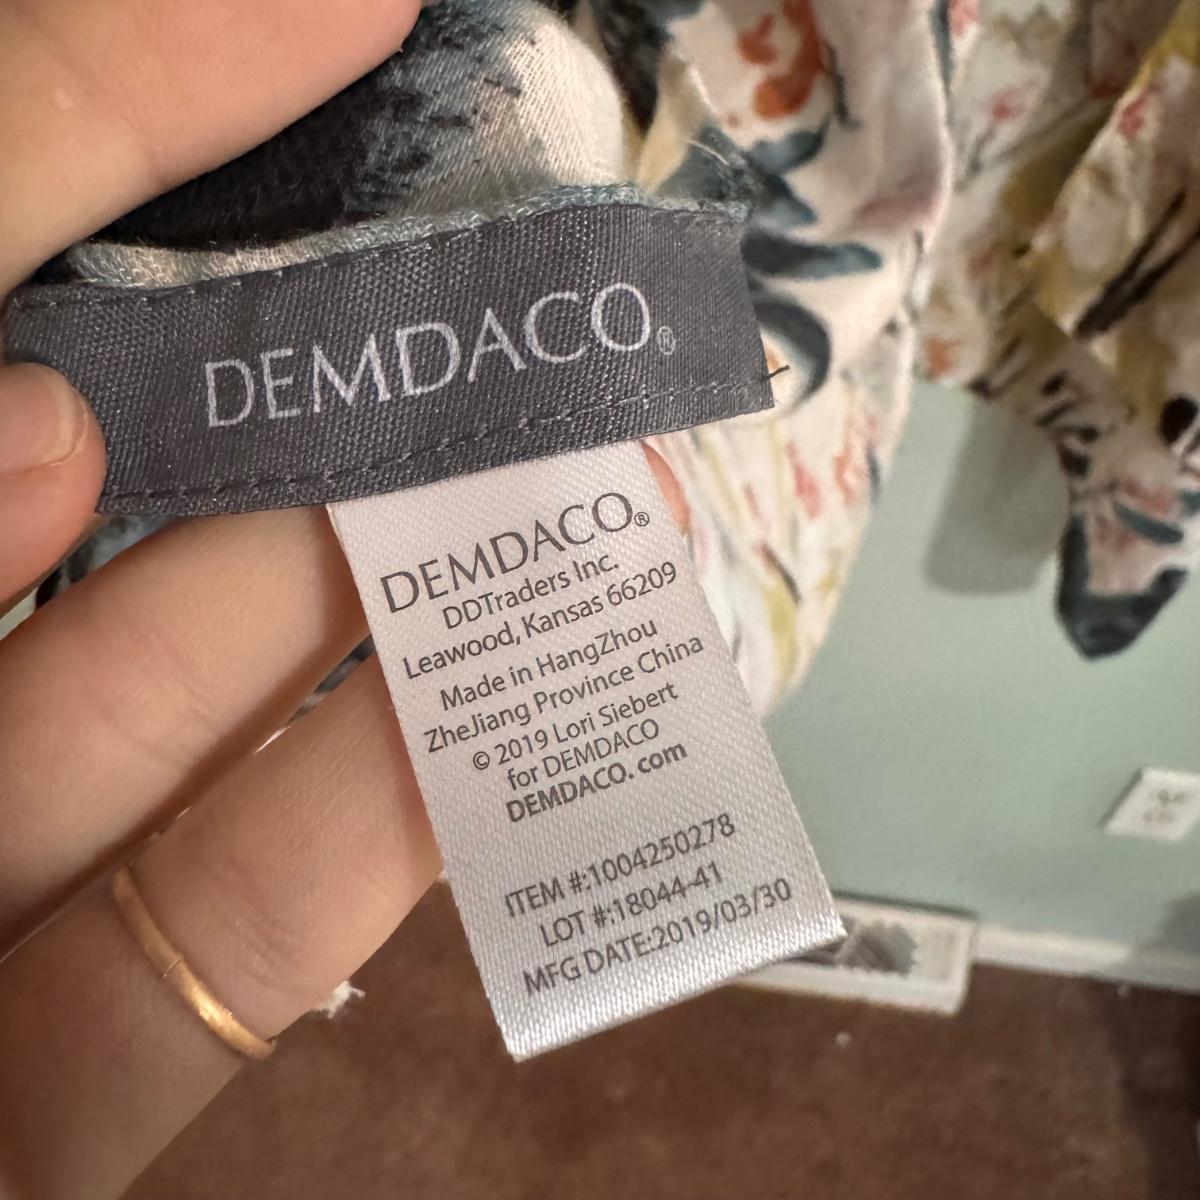 DEMDACO®
DEMDACO®
DDTraders Inc.
Leawood, Kansas 66209
Made in HangZhou
ZheJiang Province China
© 2019 Lori Siebert
for DEMDACO
DEMDACO. com
ITEM #:1004250278
LOT #:18044-41
MFG DATE:2019/03/30